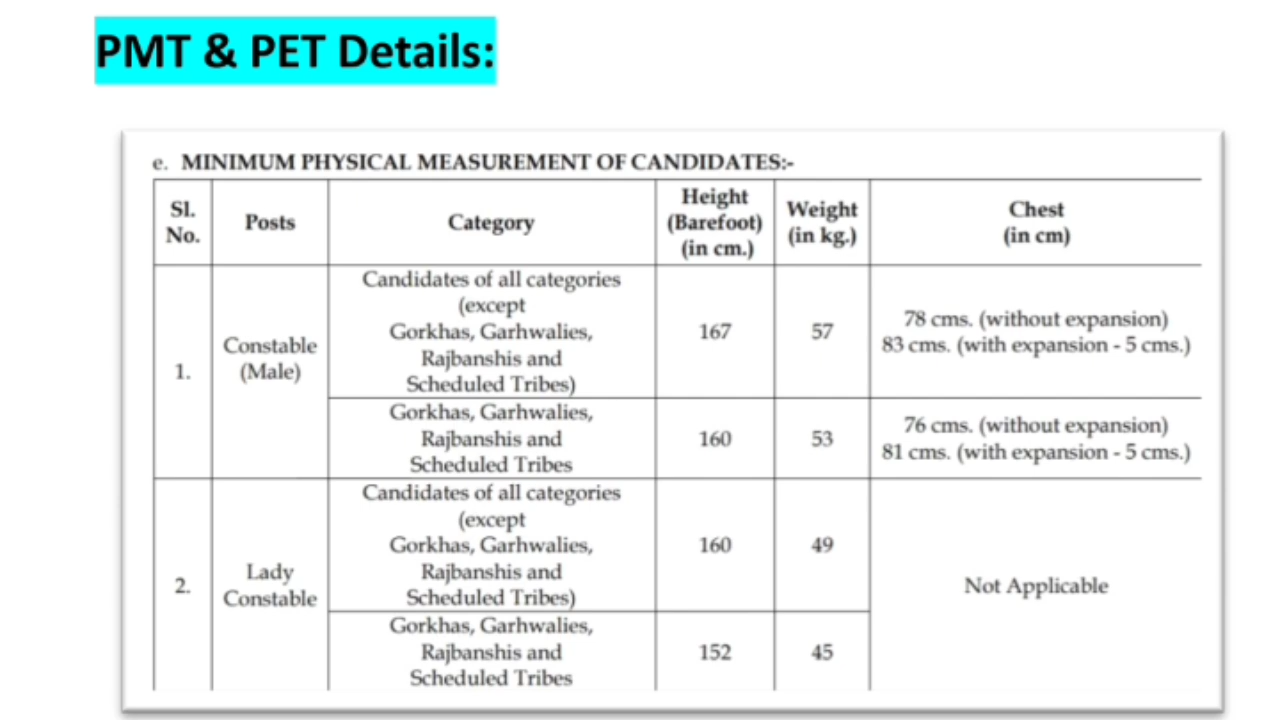 PMT & PET Details:
e. MINIMUM PHYSICAL MEASUREMENT OF CANDIDATES:-
Sl. No. Posts Category Height (Barefoot) (in cm.) Weight (in kg.) Chest (in cm)
1. Constable (Male)
Candidates of all categories
(except
Gorkhas, Garhwalies,
Rajbanshis and
Scheduled Tribes)
167
57
78 cms. (without expansion)
83 cms. (with expansion - 5 cms.)
Gorkhas, Garhwalies,
Rajbanshis and
Scheduled Tribes
160
53
76 cms. (without expansion)
81 cms. (with expansion - 5 cms.)
2. Lady Constable
Candidates of all categories
(except
Gorkhas, Garhwalies,
Rajbanshis and
Scheduled Tribes)
160
49
Not Applicable
Gorkhas, Garhwalies,
Rajbanshis and
Scheduled Tribes
152
45